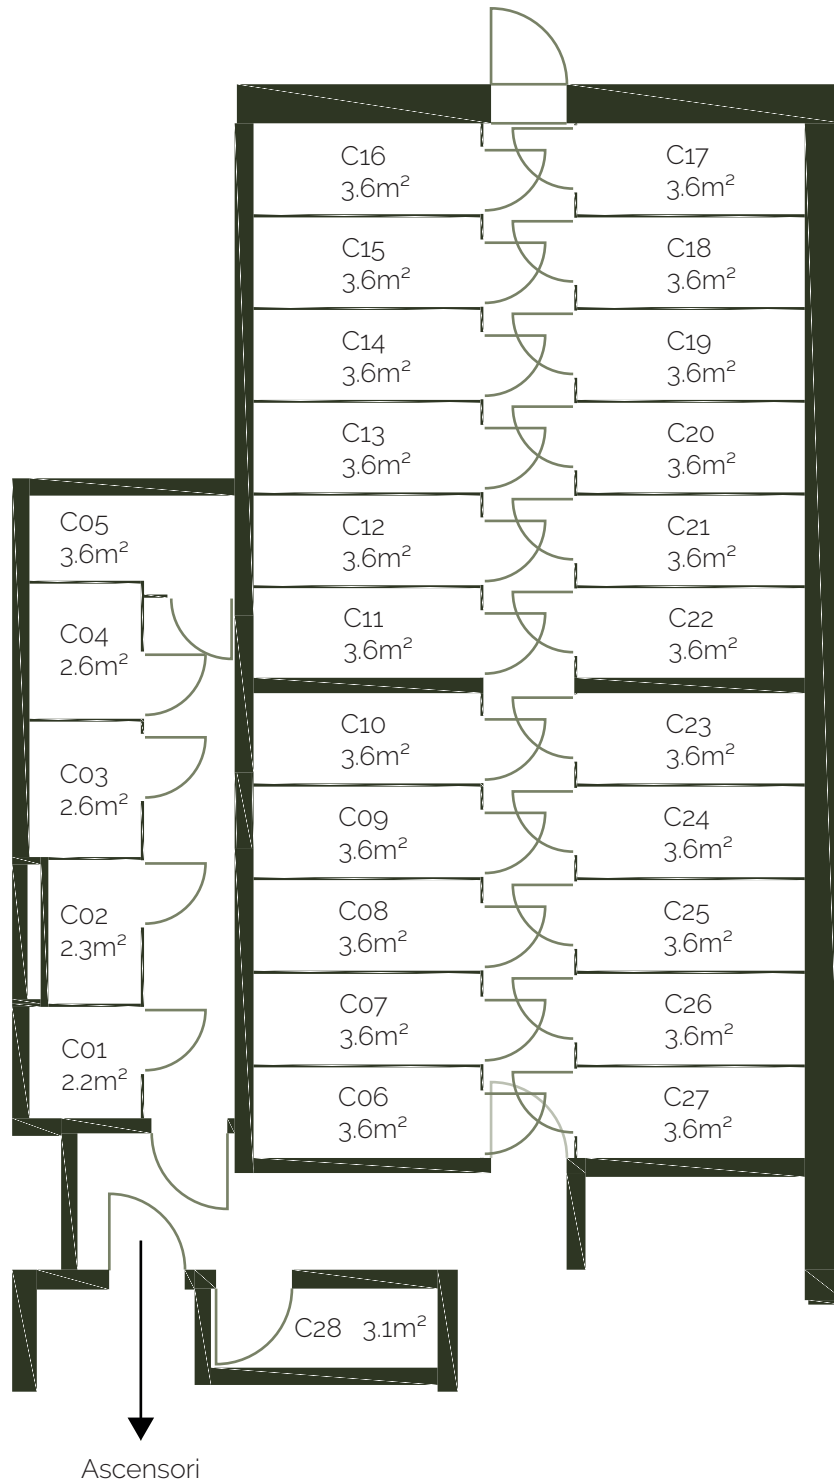 C16
3.6m²
C17
3.6m²
C15
3.6m²
C18
3.6m²
C14
3.6m²
C19
3.6m²
C13
3.6m²
C20
3.6m²
C05
3.6m²
C12
3.6m²
C21
3.6m²
C04
2.6m²
C11
3.6m²
C22
3.6m²
C03
2.6m²
C10
3.6m²
C23
3.6m²
C09
3.6m²
C24
3.6m²
C02
2.3m²
C08
3.6m²
C25
3.6m²
C01
2.2m²
C07
3.6m²
C26
3.6m²
C06
3.6m²
C27
3.6m²
C28 3.1m²
Ascensori